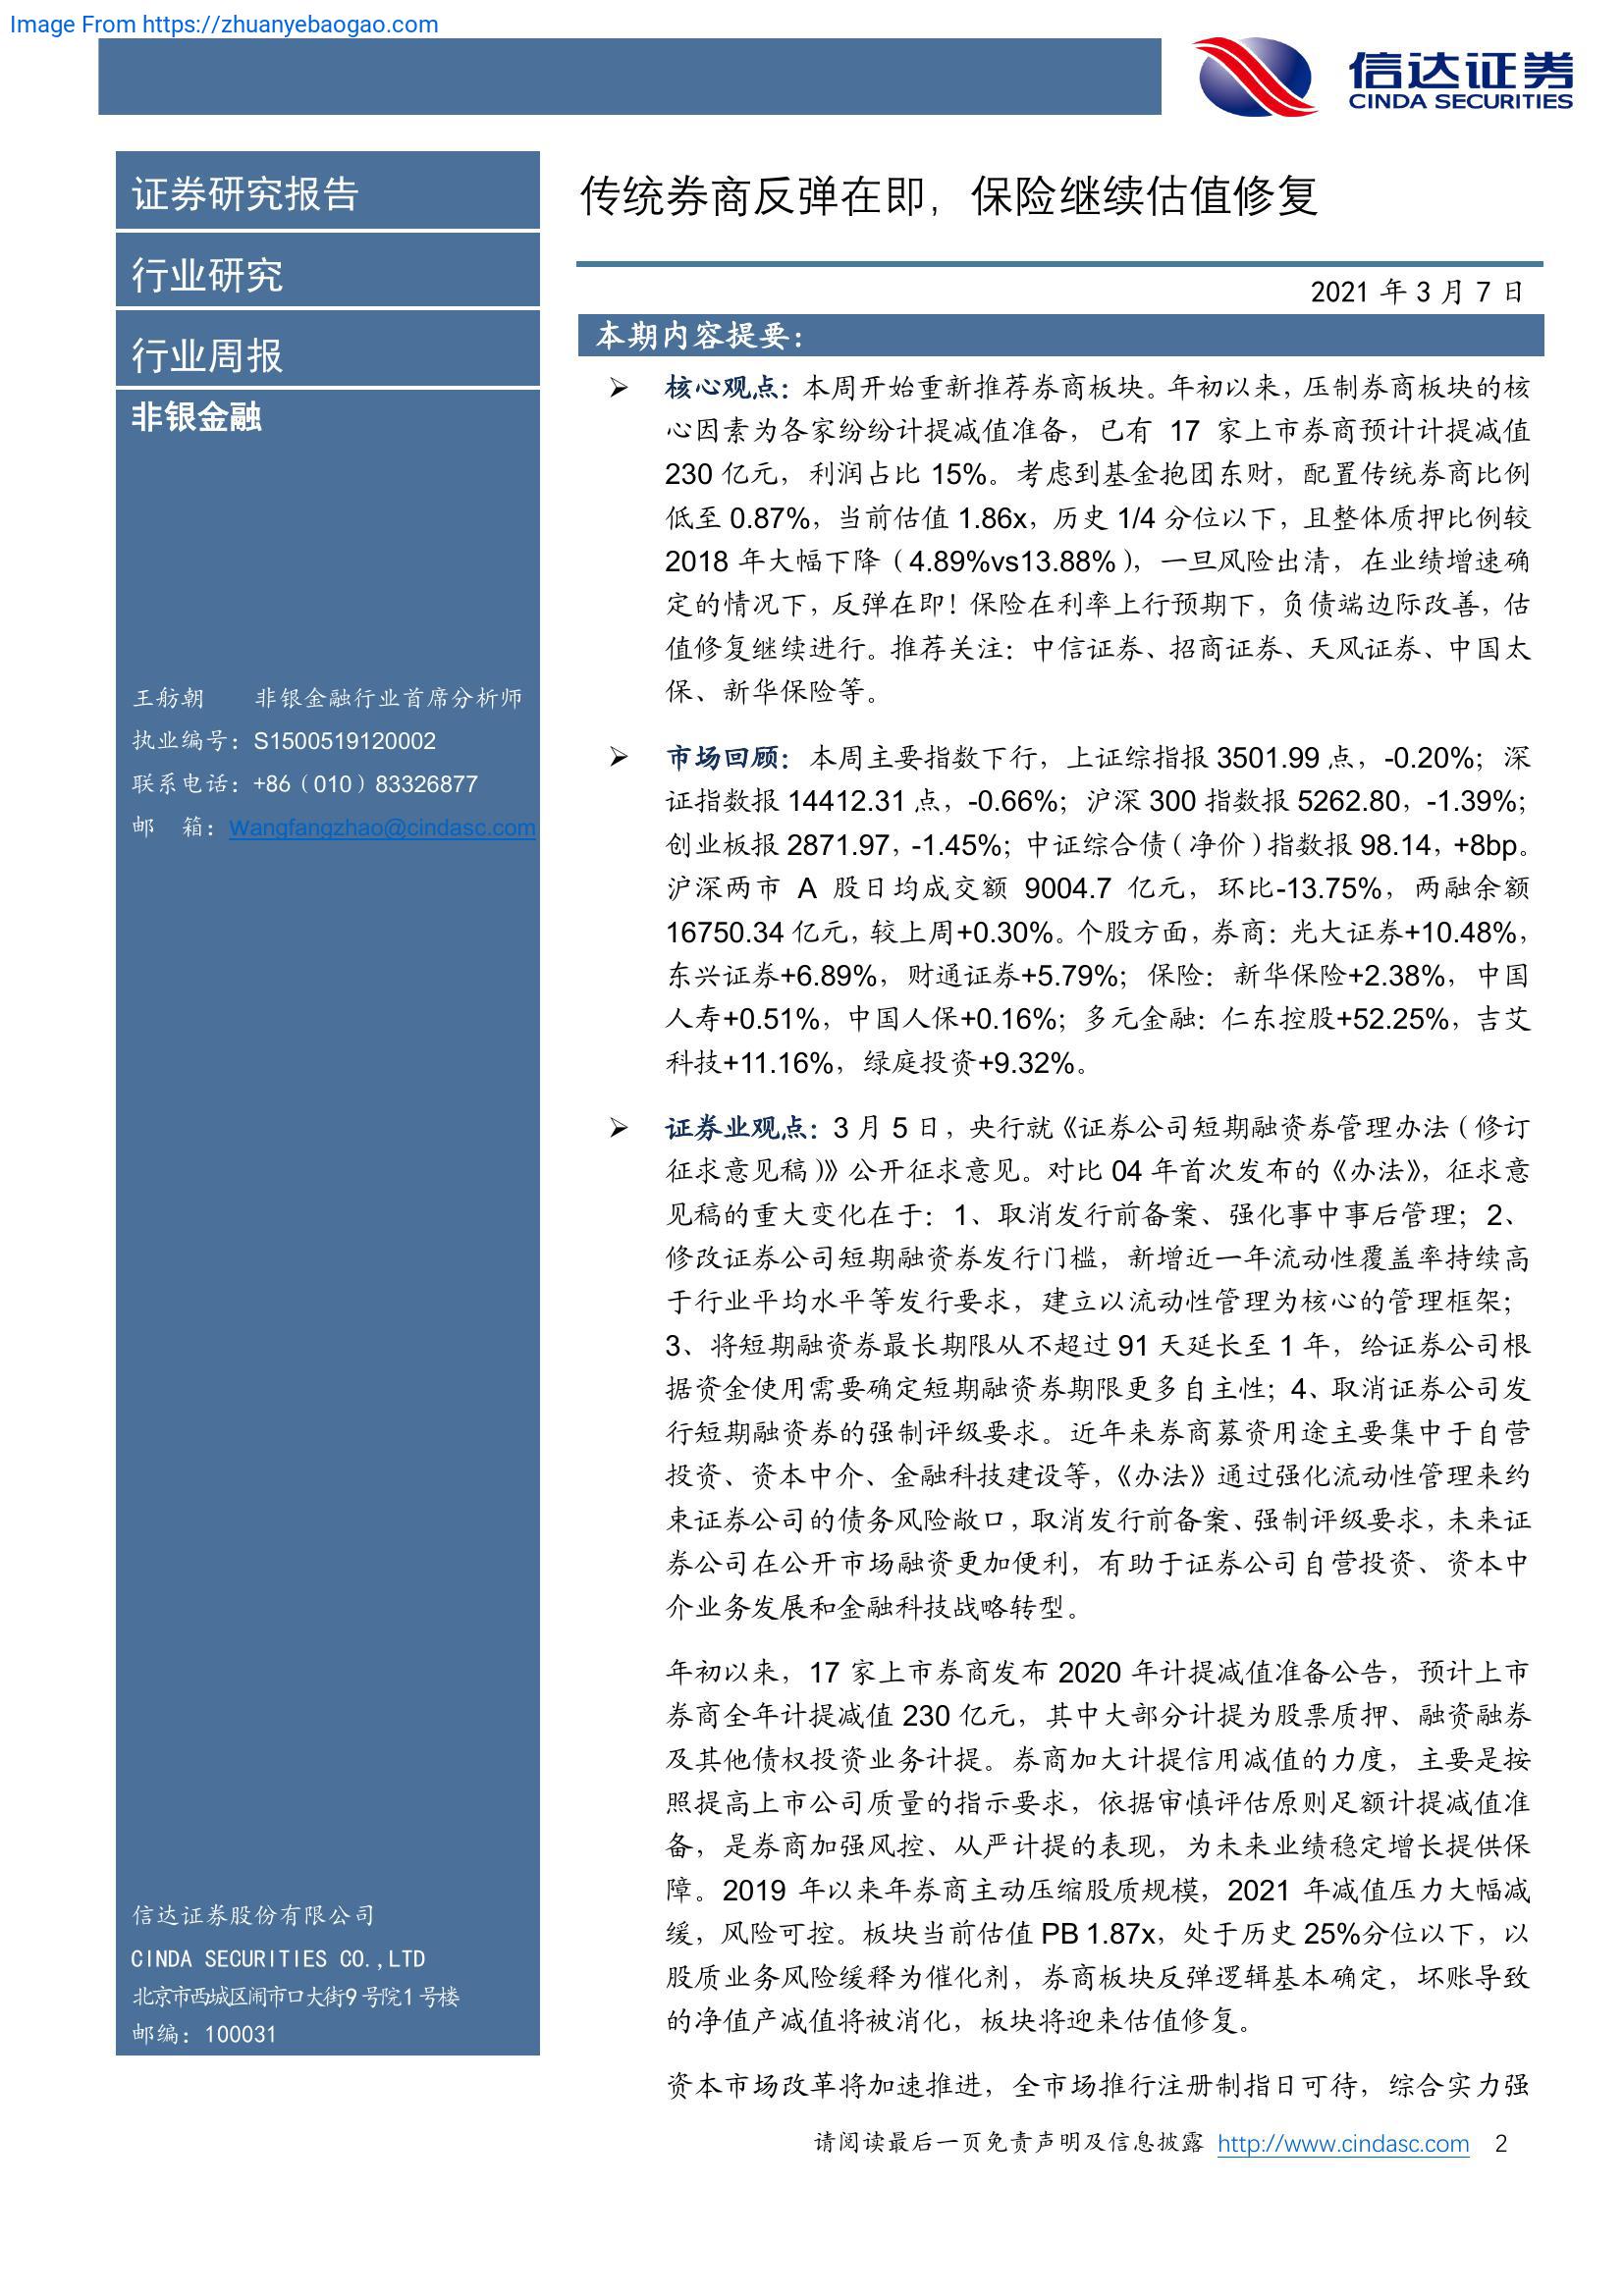 Image From https://zhuanyebaogao.com
信达证券
CINDA SECURITIES
证券研究报告
行业研究
行业周报
非银金融
王舫朝 非银金融行业首席分析师
执业编号：S1500519120002
联系电话：+86（010）83326877
邮 箱：Wangfangzhao@cindasc.com
信达证券股份有限公司
CINDA SECURITIES CO.,LTD
北京市西城区闹市口大街9号院1号楼
邮编：100031
传统券商反弹在即，保险继续估值修复
2021 年 3 月 7 日
本期内容提要：
➢ 核心观点：本周开始重新推荐券商板块。年初以来，压制券商板块的核
心因素为各家纷纷计提减值准备，已有 17 家上市券商预计计提减值
230 亿元，利润占比 15%。考虑到基金抱团东财，配置传统券商比例
低至 0.87%，当前估值 1.86x，历史 1/4 分位以下，且整体质押比例较
2018 年大幅下降（4.89%vs13.88%），一旦风险出清，在业绩增速确
定的情况下，反弹在即！保险在利率上行预期下，负债端边际改善，估
值修复继续进行。推荐关注：中信证券、招商证券、天风证券、中国太
保、新华保险等。
➢ 市场回顾：本周主要指数下行，上证综指报 3501.99 点，-0.20%；深
证指数报 14412.31 点，-0.66%；沪深 300 指数报 5262.80，-1.39%；
创业板报 2871.97，-1.45%；中证综合债（净价）指数报 98.14，+8bp。
沪深两市 A 股日均成交额 9004.7 亿元，环比-13.75%，两融余额
16750.34 亿元，较上周+0.30%。个股方面，券商：光大证券+10.48%，
东兴证券+6.89%，财通证券+5.79%；保险：新华保险+2.38%，中国
人寿+0.51%，中国人保+0.16%；多元金融：仁东控股+52.25%，吉艾
科技+11.16%，绿庭投资+9.32%。
➢ 证券业观点：3 月 5 日，央行就《证券公司短期融资券管理办法（修订
征求意见稿）》公开征求意见。对比 04 年首次发布的《办法》，征求意
见稿的重大变化在于：1、取消发行前备案、强化事中事后管理；2、
修改证券公司短期融资券发行门槛，新增近一年流动性覆盖率持续高
于行业平均水平等发行要求，建立以流动性管理为核心的管理框架；
3、将短期融资券最长期限从不超过 91 天延长至 1 年，给证券公司根
据资金使用需要确定短期融资券期限更多自主性；4、取消证券公司发
行短期融资券的强制评级要求。近年来券商募资用途主要集中于自营
投资、资本中介、金融科技建设等，《办法》通过强化流动性管理来约
束证券公司的债务风险敞口，取消发行前备案、强制评级要求，未来证
券公司在公开市场融资更加便利，有助于证券公司自营投资、资本中
介业务发展和金融科技战略转型。
年初以来，17 家上市券商发布 2020 年计提减值准备公告，预计上市
券商全年计提减值 230 亿元，其中大部分计提为股票质押、融资融券
及其他债权投资业务计提。券商加大计提信用减值的力度，主要是按
照提高上市公司质量的指示要求，依据审慎评估原则足额计提减值准
备，是券商加强风控、从严计提的表现，为未来业绩稳定增长提供保
障。2019 年以来年券商主动压缩股质规模，2021 年减值压力大幅减
缓，风险可控。板块当前估值 PB 1.87x，处于历史 25%分位以下，以
股质业务风险缓释为催化剂，券商板块反弹逻辑基本确定，坏账导致
的净值产减值将被消化，板块将迎来估值修复。
资本市场改革将加速推进，全市场推行注册制指日可待，综合实力强
请阅读最后一页免责声明及信息披露 http://www.cindasc.com 2